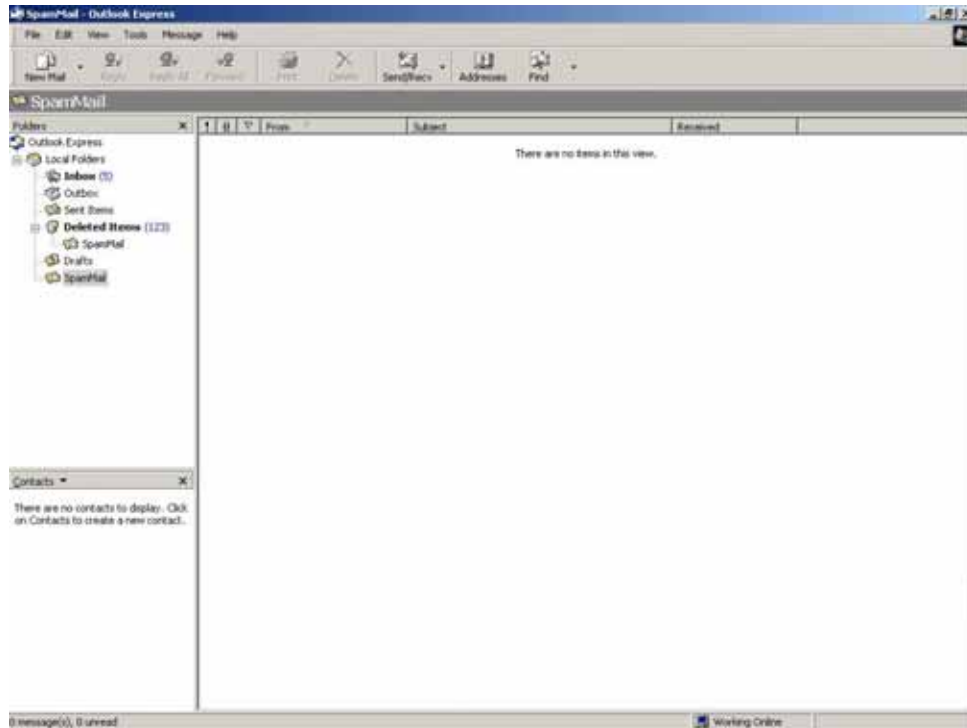 SpamMail - Outlook Express
File Edit View Tools Message Help
New Mail Reply Reply All Forward Print Delete Send/Recv Addresses Find
SpamMail
Folders
! From Subject Received
Outlook Express
There are no items in this view.
Local Folders
Inbox (5)
Outbox
Sent Items
Deleted Items (123)
SpamMail
Drafts
SpamMail
Contacts
There are no contacts to display. Click
on Contacts to create a new contact.
0 message(s), 0 unread
Working Online